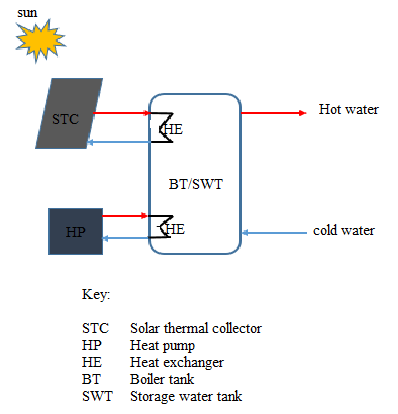 sun
Hot water
STC
HE
BT/SWT
HP
HE
cold water
Key:
STC Solar thermal collector
HP Heat pump
HE Heat exchanger
BT Boiler tank
SWT Storage water tank